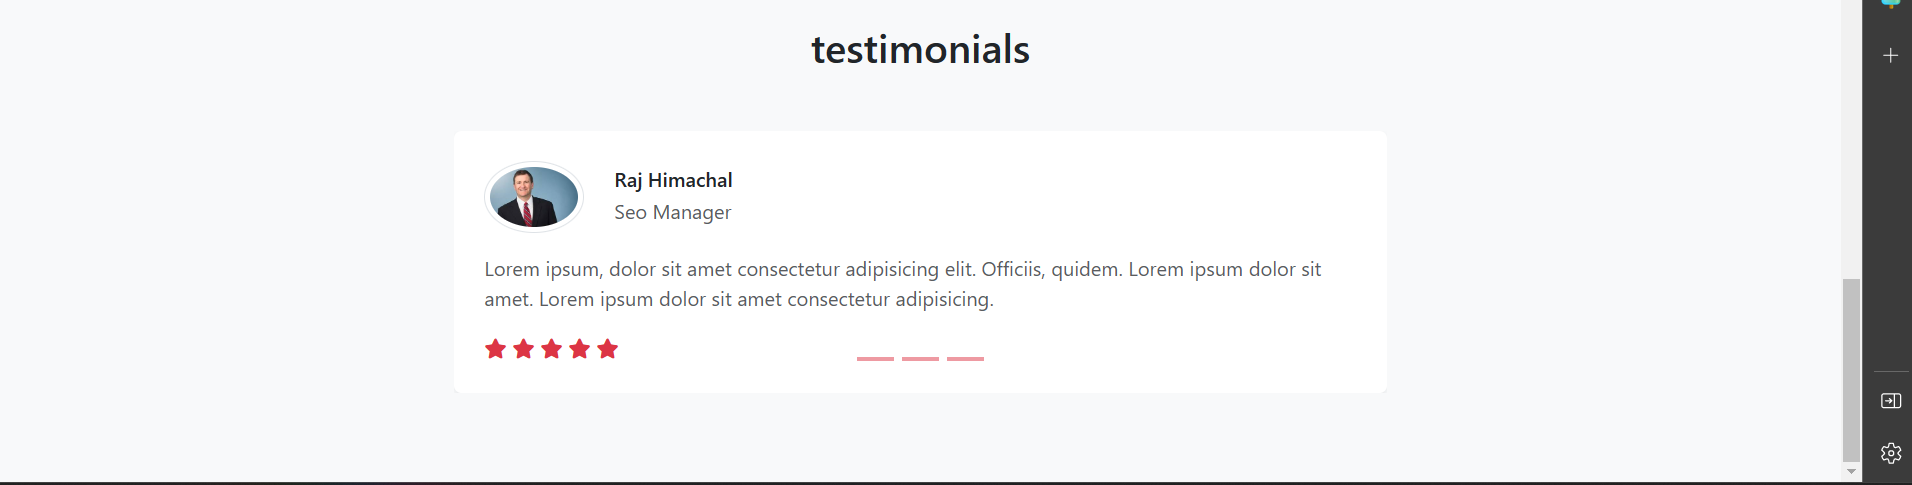 testimonials
Raj Himachal
Seo Manager
Lorem ipsum, dolor sit amet consectetur adipisicing elit. Officiis, quidem. Lorem ipsum dolor sit
amet. Lorem ipsum dolor sit amet consectetur adipisicing.